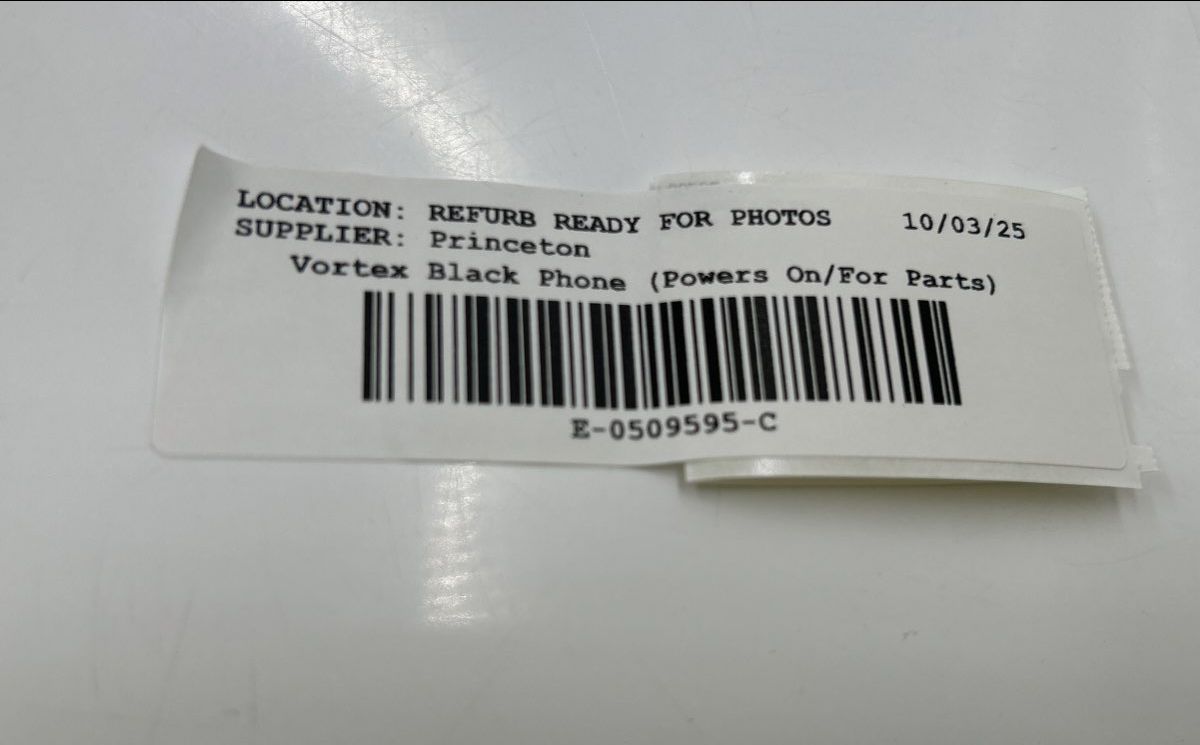 LOCATION: REFURB READY FOR PHOTOS 10/03/25
SUPPLIER: Princeton
Vortex Black Phone (Powers On/For Parts)
E-0509595-C